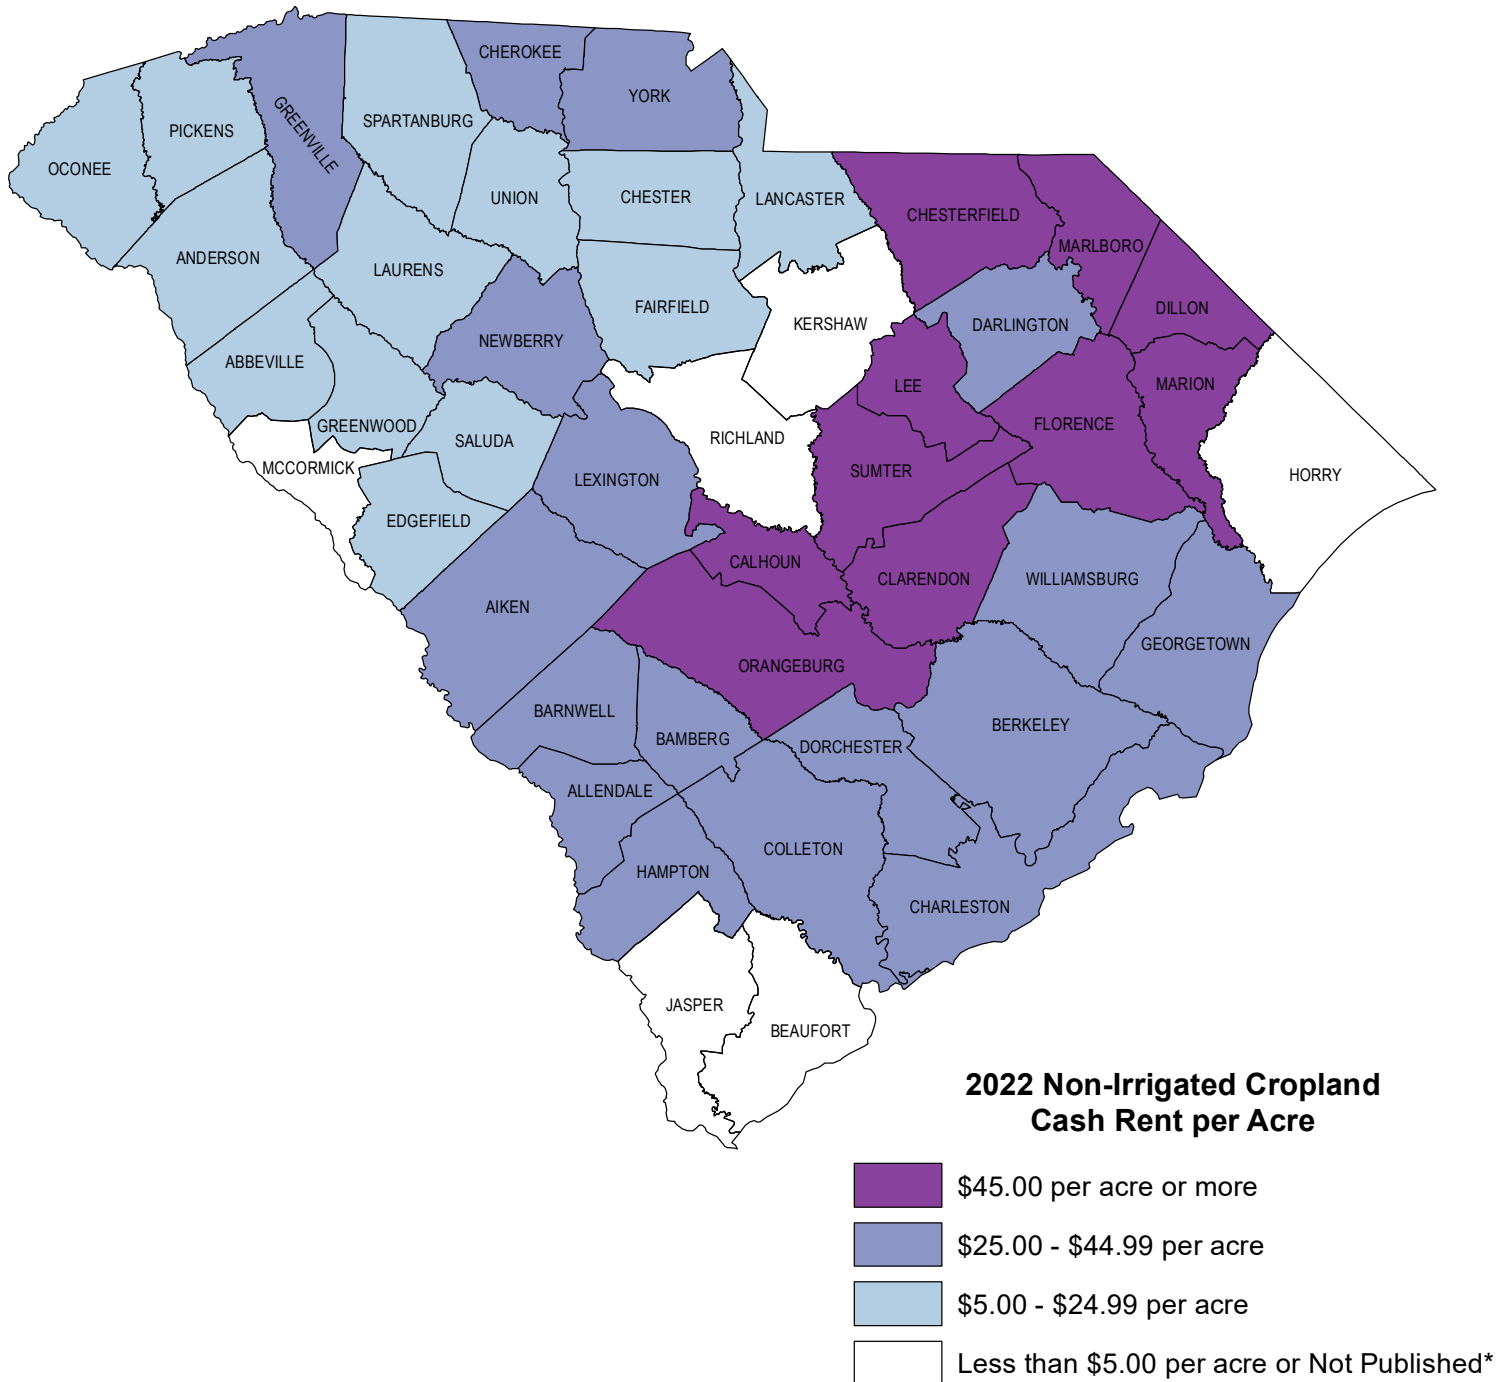 CHEROKEE
YORK
GREENVILLE
SPARTANBURG
PICKENS
OCONEE
UNION
CHESTER
LANCASTER
CHESTERFIELD
MARLBORO
ANDERSON
LAURENS
FAIRFIELD
DILLON
KERSHAW
DARLINGTON
NEWBERRY
ABBEVILLE
LEE
MARION
GREENWOOD
SALUDA
RICHLAND
FLORENCE
MCCORMICK
SUMTER
HORRY
LEXINGTON
EDGEFIELD
CALHOUN
CLARENDON
WILLIAMSBURG
AIKEN
GEORGETOWN
ORANGEBURG
BARNWELL
BAMBERG
DORCHESTER
BERKELEY
ALLENDALE
COLLETON
HAMPTON
CHARLESTON
JASPER
BEAUFORT
2022 Non-Irrigated Cropland
Cash Rent per Acre
$45.00 per acre or more
$25.00 - $44.99 per acre
$5.00 - $24.99 per acre
Less than $5.00 per acre or Not Published*